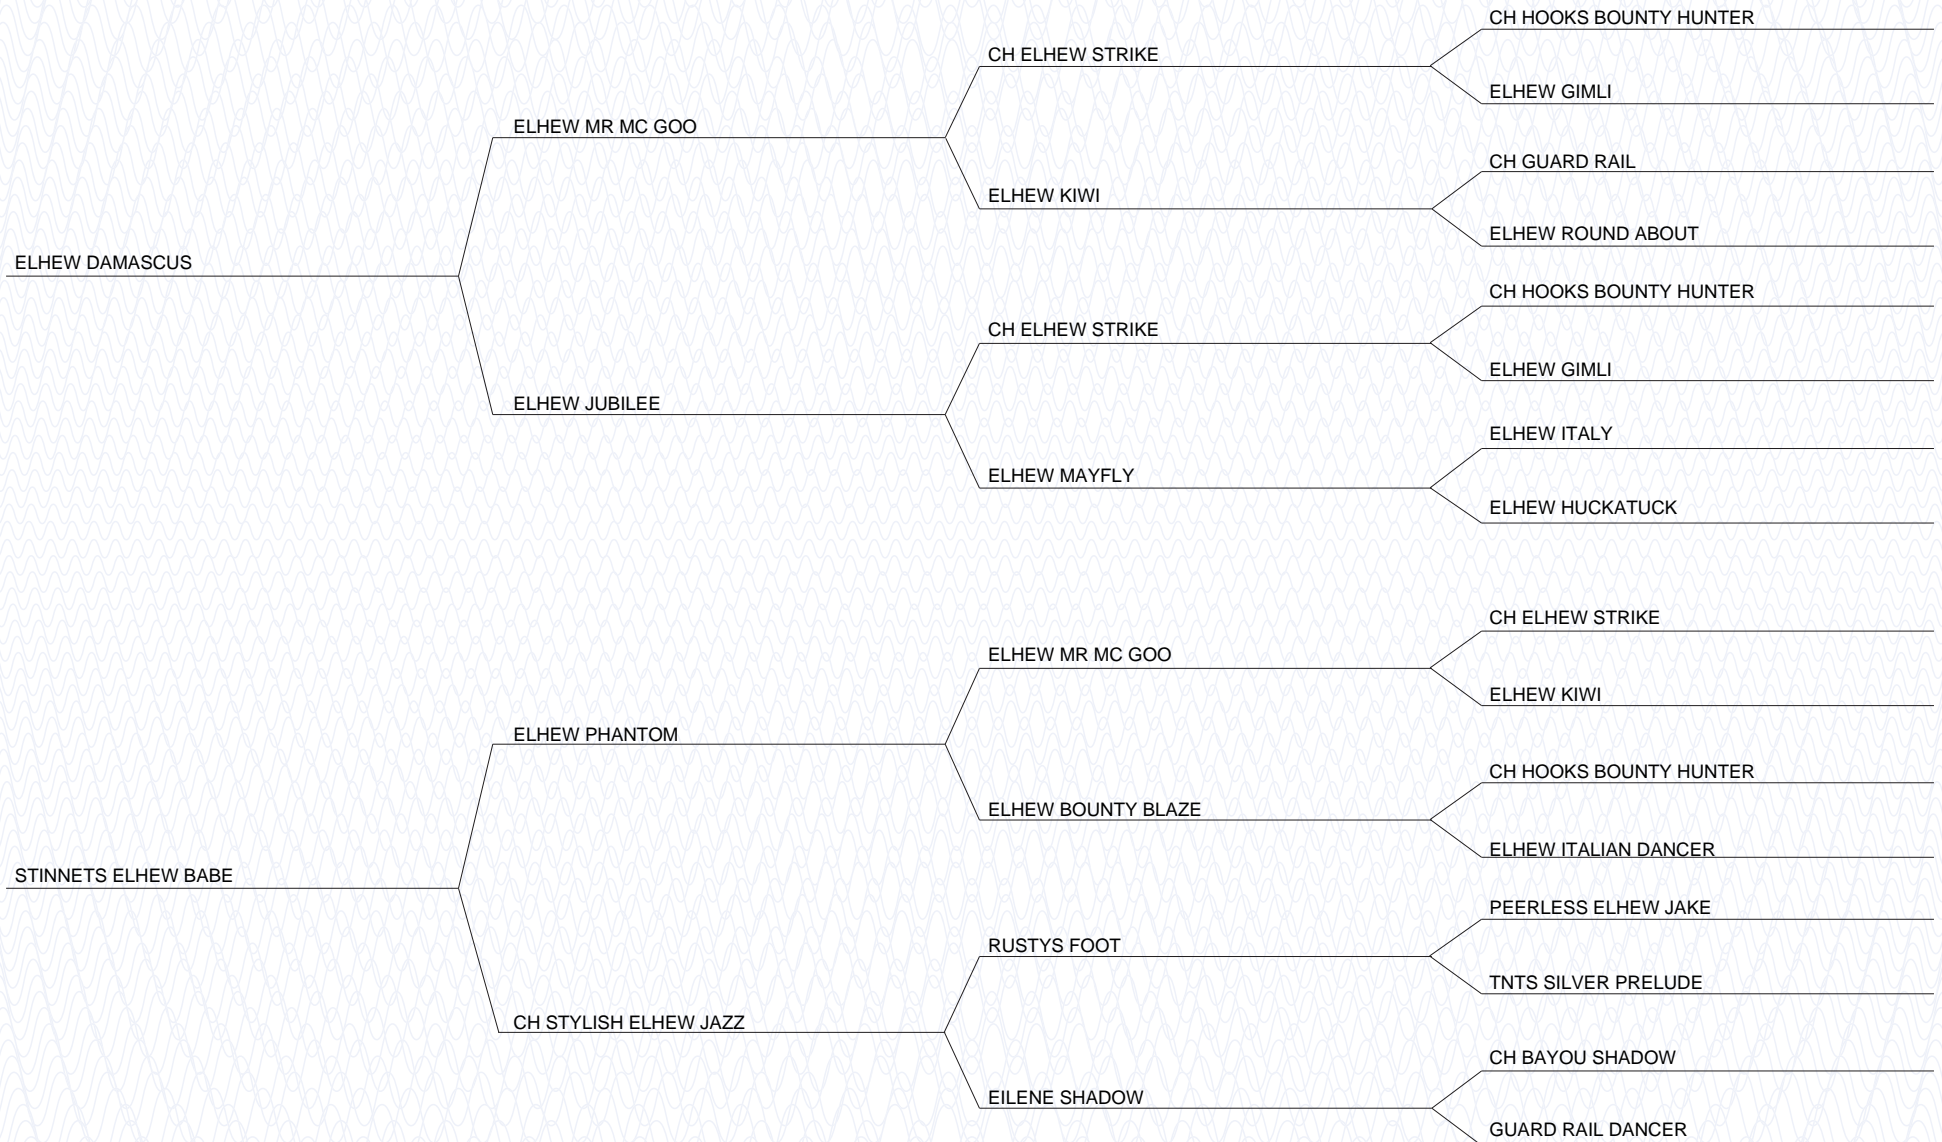 CH HOOKS BOUNTY HUNTER
CH ELHEW STRIKE
ELHEW GIMLI
ELHEW MR MC GOO
CH GUARD RAIL
ELHEW KIWI
ELHEW ROUND ABOUT
ELHEW DAMASCUS
CH HOOKS BOUNTY HUNTER
CH ELHEW STRIKE
ELHEW GIMLI
ELHEW JUBILEE
ELHEW ITALY
ELHEW MAYFLY
ELHEW HUCKATUCK
CH ELHEW STRIKE
ELHEW MR MC GOO
ELHEW KIWI
ELHEW PHANTOM
CH HOOKS BOUNTY HUNTER
ELHEW BOUNTY BLAZE
ELHEW ITALIAN DANCER
STINNETS ELHEW BABE
PEERLESS ELHEW JAKE
RUSTYS FOOT
TNTS SILVER PRELUDE
CH STYLISH ELHEW JAZZ
CH BAYOU SHADOW
EILENE SHADOW
GUARD RAIL DANCER